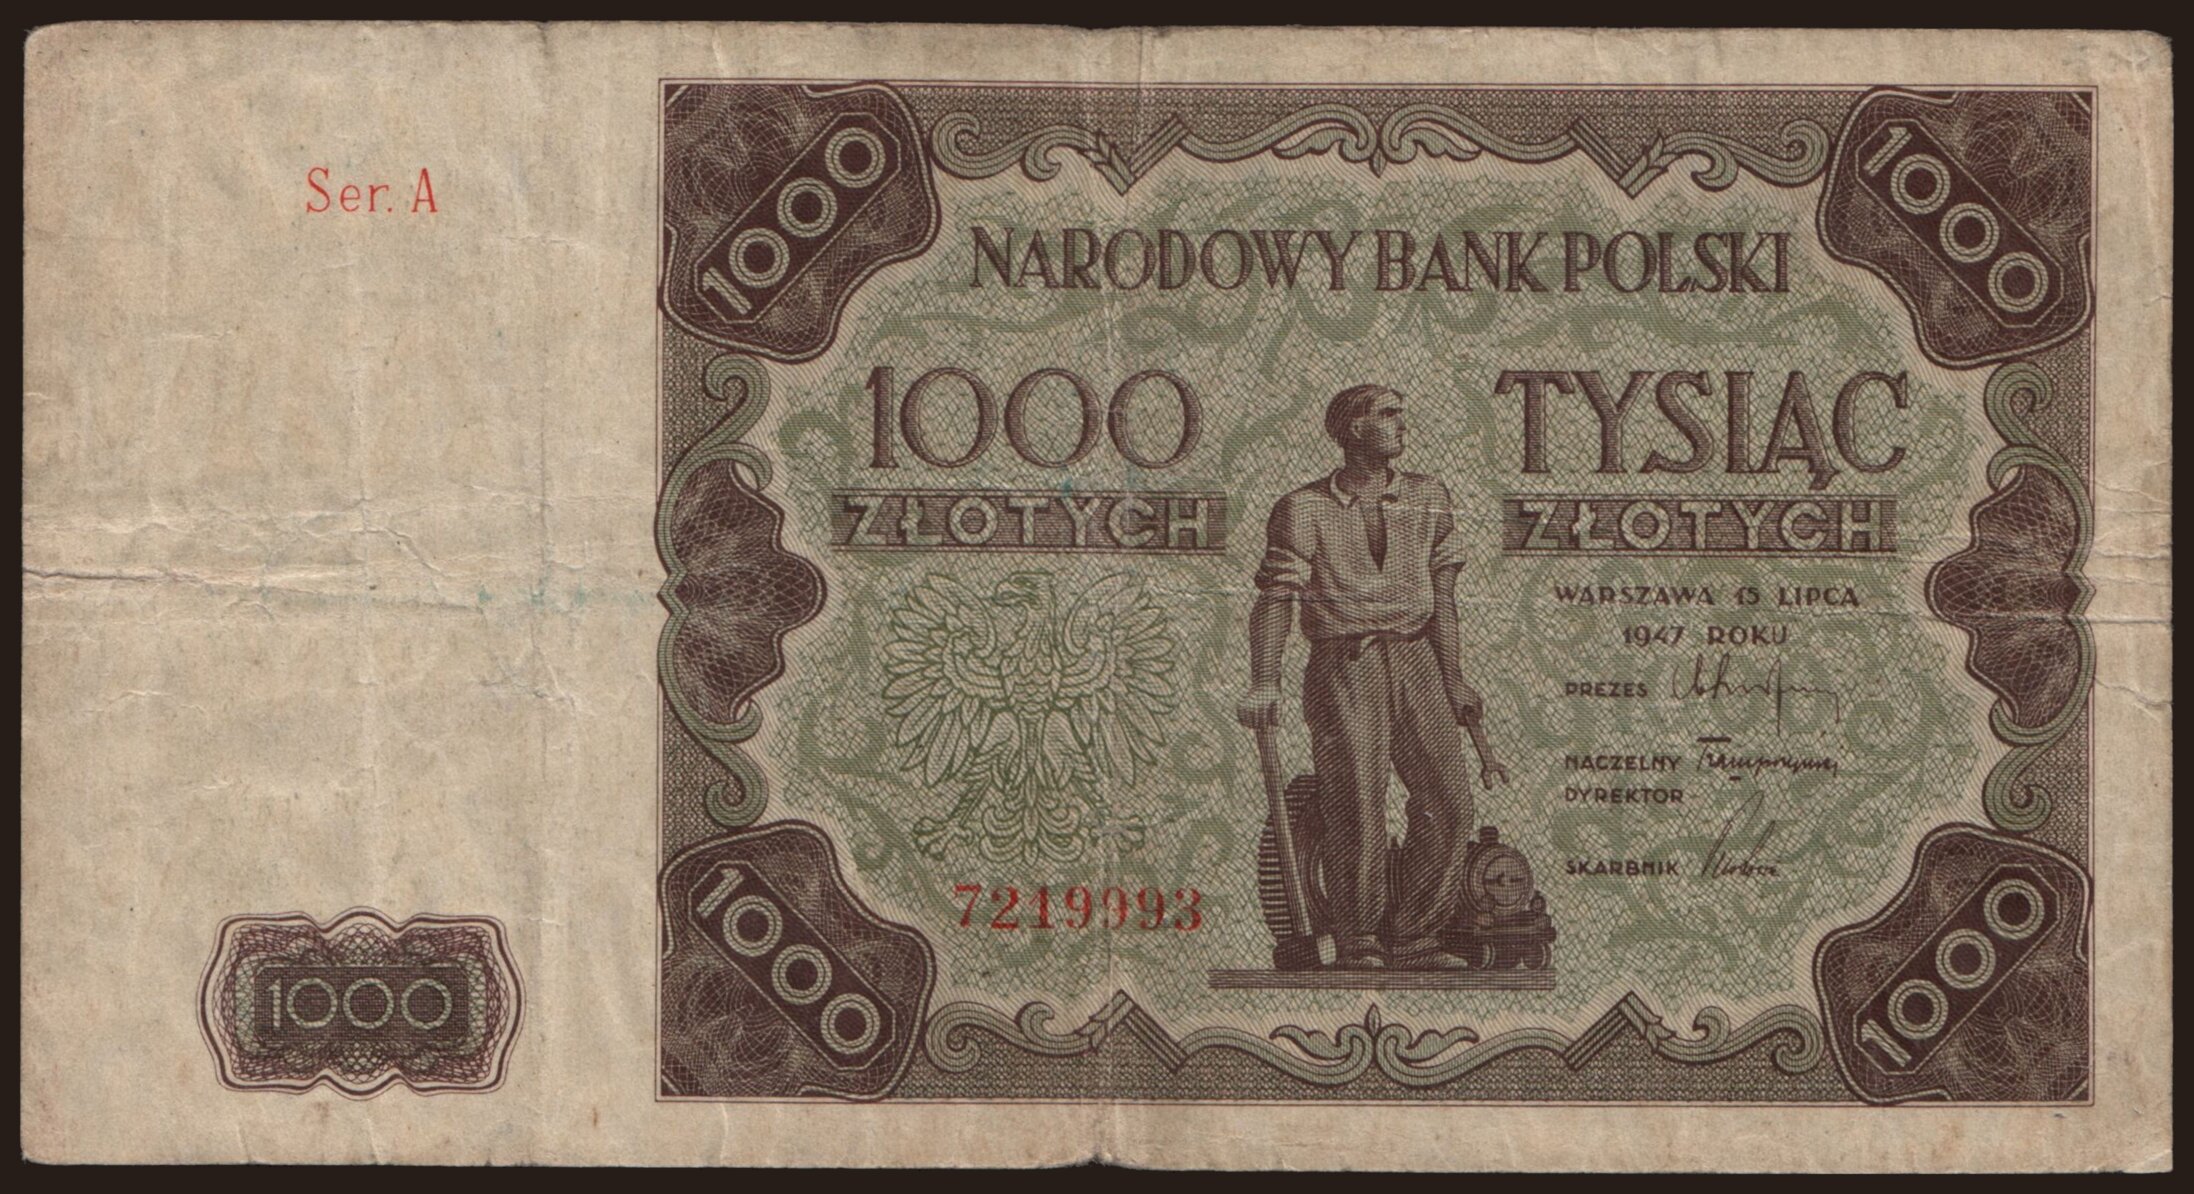 Ser. A
1000
1000
NARODOWY BANK POLSKI
1000 TYSIĄC
ZŁOTYCH ZŁOTYCH
WARSZAWA 15 LIPCA
1947 ROKU
PREZES
NACZELNY
DYREKTOR
SKARBNIK
7219993
1000
1000
1000